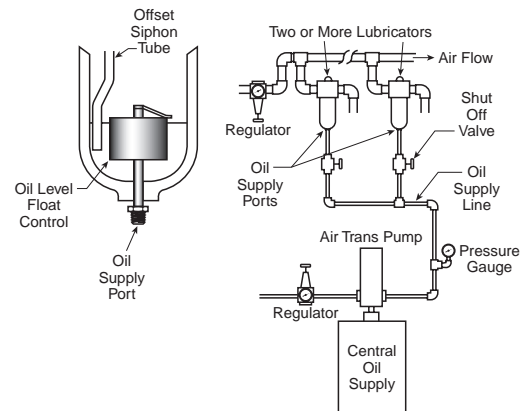 Offset
Siphon
Tube
Oil Level
Float
Control
Oil
Supply
Port
Two or More Lubricators
Air Flow
Regulator
Shut
Off
Valve
Oil
Supply
Ports
Oil
Supply
Line
Air Trans Pump
Pressure
Gauge
Regulator
Central
Oil
Supply